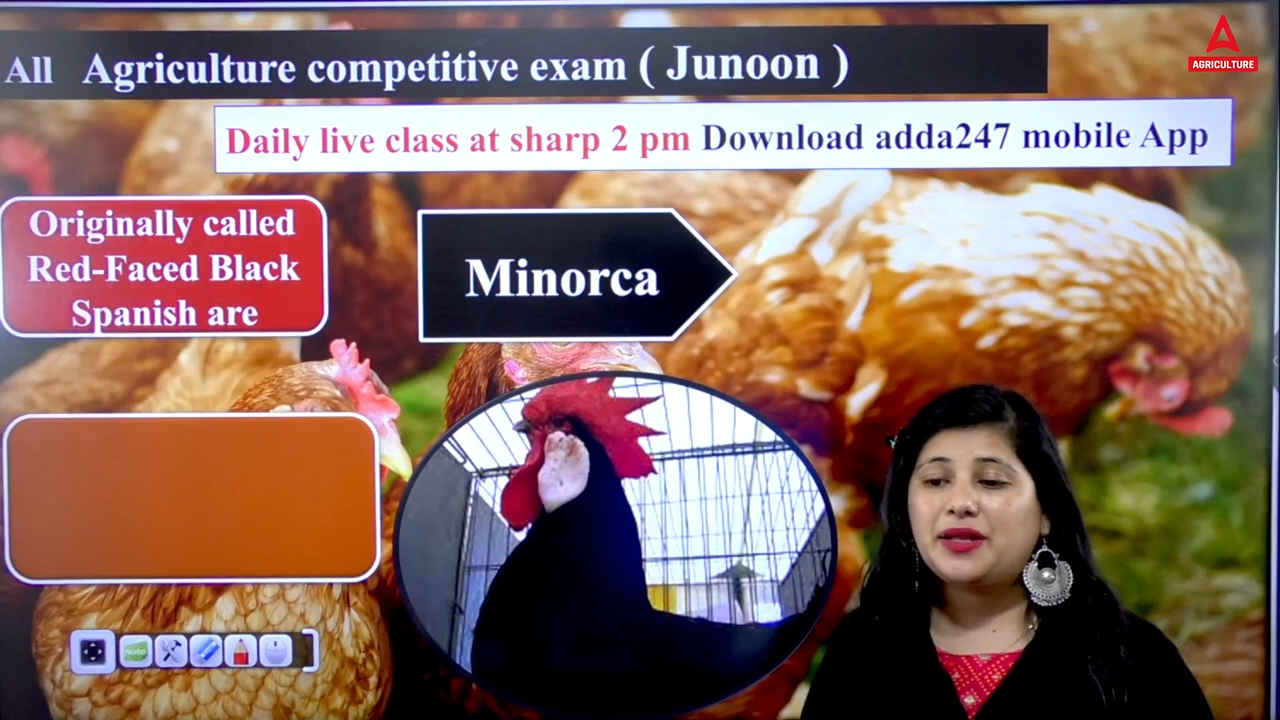 All Agriculture competitive exam ( Junoon )
AGRICULTURE
Daily live class at sharp 2 pm Download adda247 mobile App
Originally called
Red-Faced Black
Spanish are
Minorca
Note